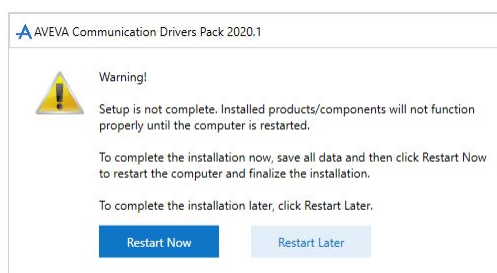 AVEVA Communication Drivers Pack 2020.1
Warning!
Setup is not complete. Installed products/components will not function
properly until the computer is restarted.
To complete the installation now, save all data and then click Restart Now
to restart the computer and finalize the installation.
To complete the installation later, click Restart Later.
Restart Now
Restart Later